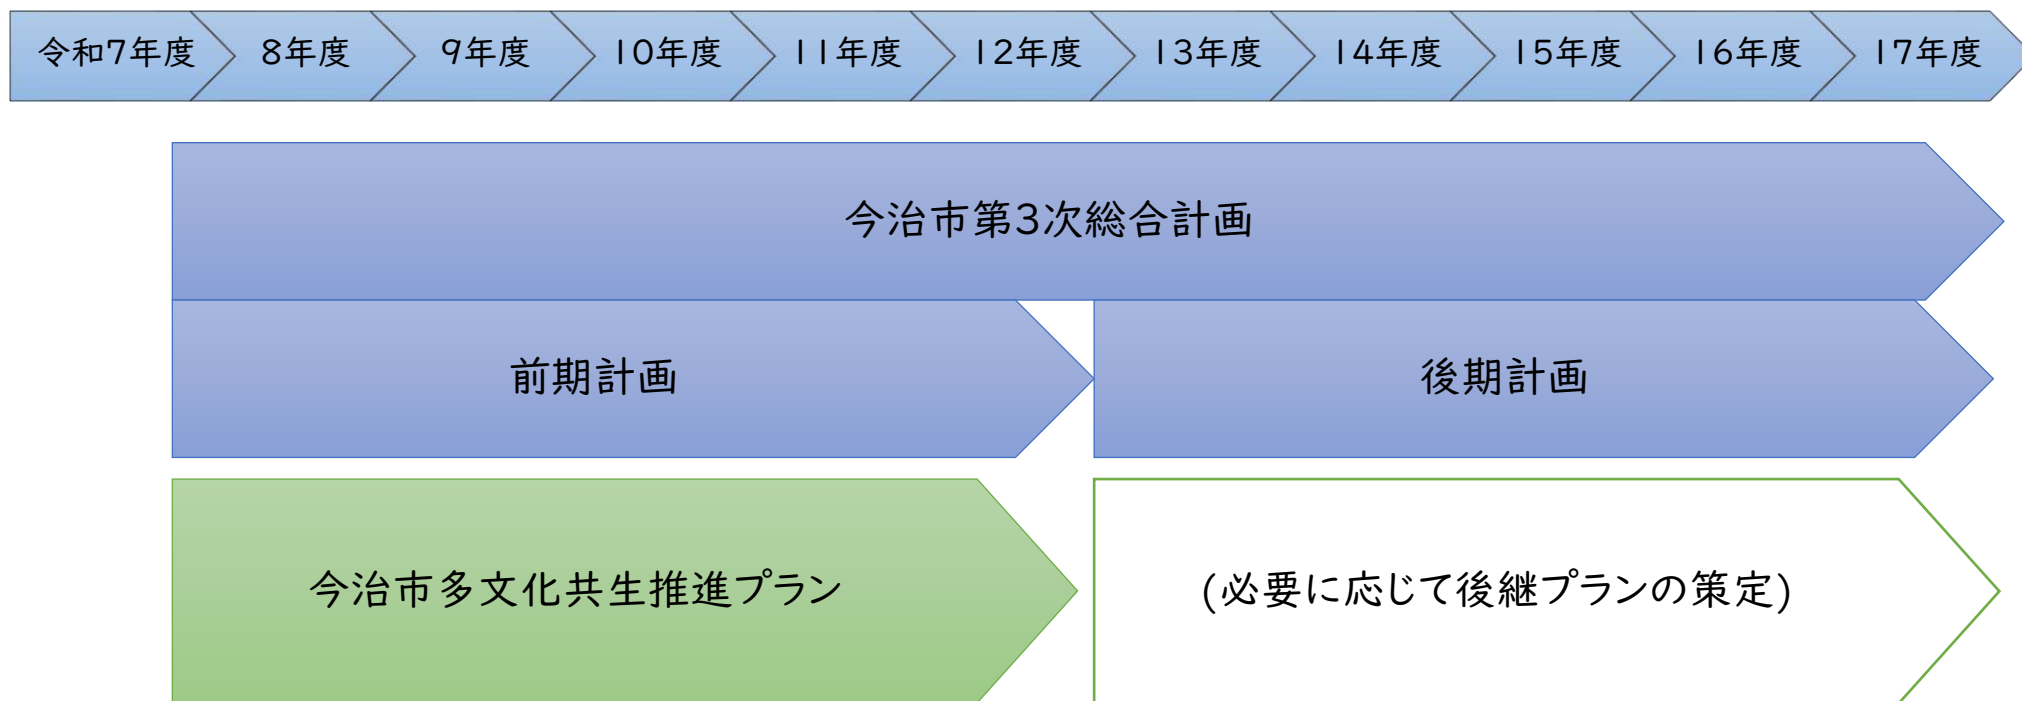 令和7年度 8年度 9年度 10年度 11年度 12年度 13年度 14年度 15年度 16年度 17年度
今治市第3次総合計画
前期計画 後期計画
今治市多文化共生推進プラン (必要に応じて後継プランの策定)